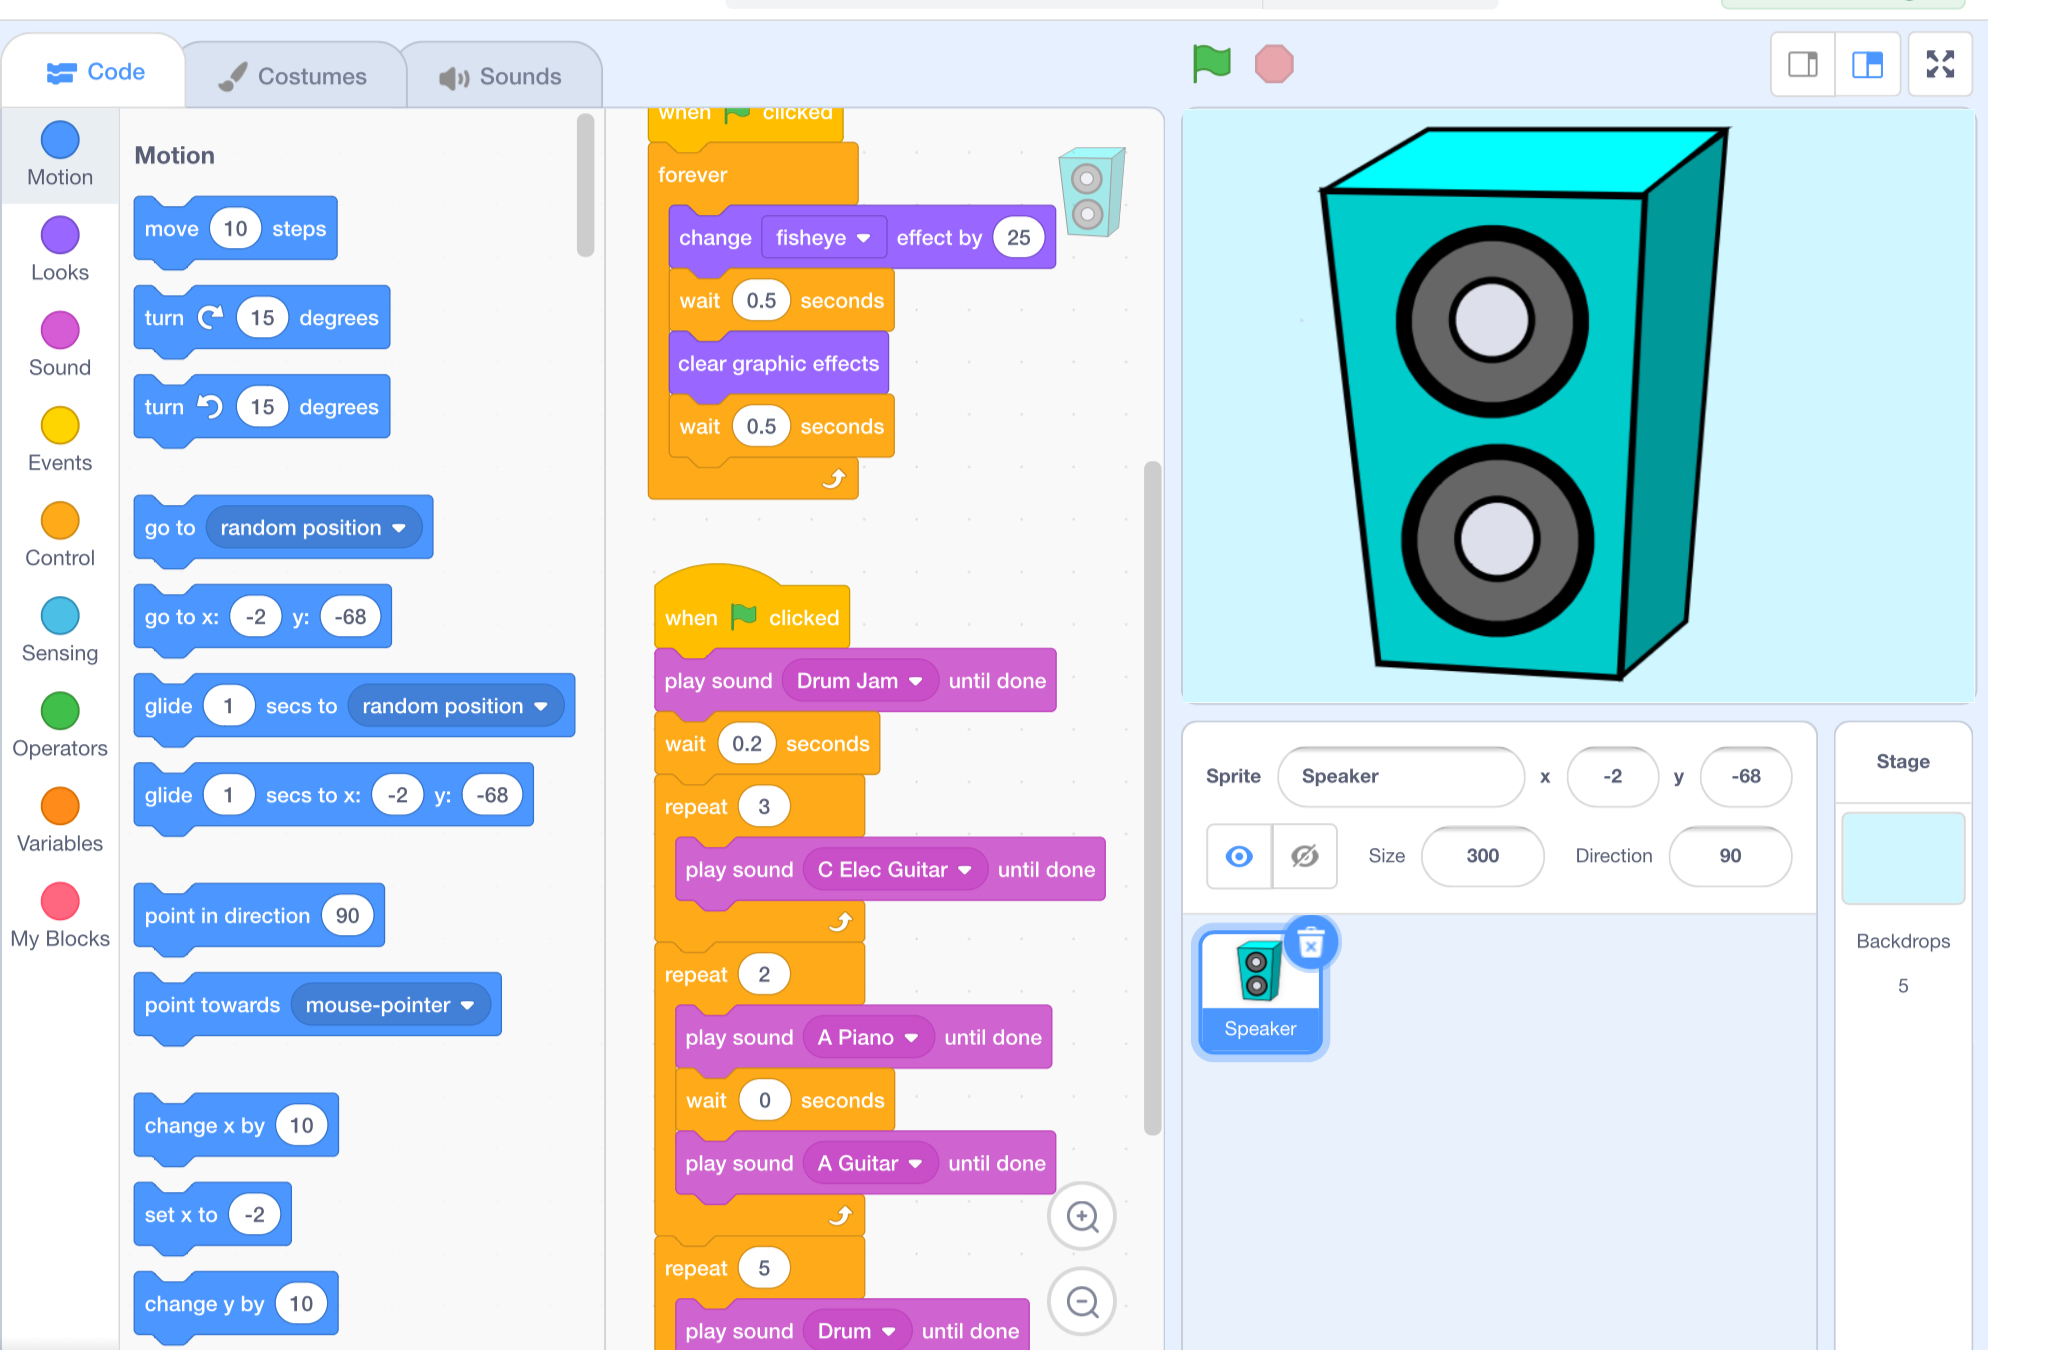 Code
Costumes
Sounds
Motion
Looks
Sound
Events
Control
Sensing
Operators
Variables
My Blocks
Motion
move 10 steps
turn 15 degrees
turn 15 degrees
go to random position
go to x: -2 y: -68
glide 1 secs to random position
glide 1 secs to x: -2 y: -68
point in direction 90
point towards mouse-pointer
change x by 10
set x to -2
change y by 10
when clicked
forever
change fisheye effect by 25
wait 0.5 seconds
clear graphic effects
wait 0.5 seconds
when clicked
play sound Drum Jam until done
wait 0.2 seconds
repeat 3
play sound C Elec Guitar until done
repeat 2
play sound A Piano until done
wait 0 seconds
play sound A Guitar until done
repeat 5
play sound Drum until done
Sprite Speaker x -2 y -68
Size 300 Direction 90
Speaker
Stage
Backdrops
5